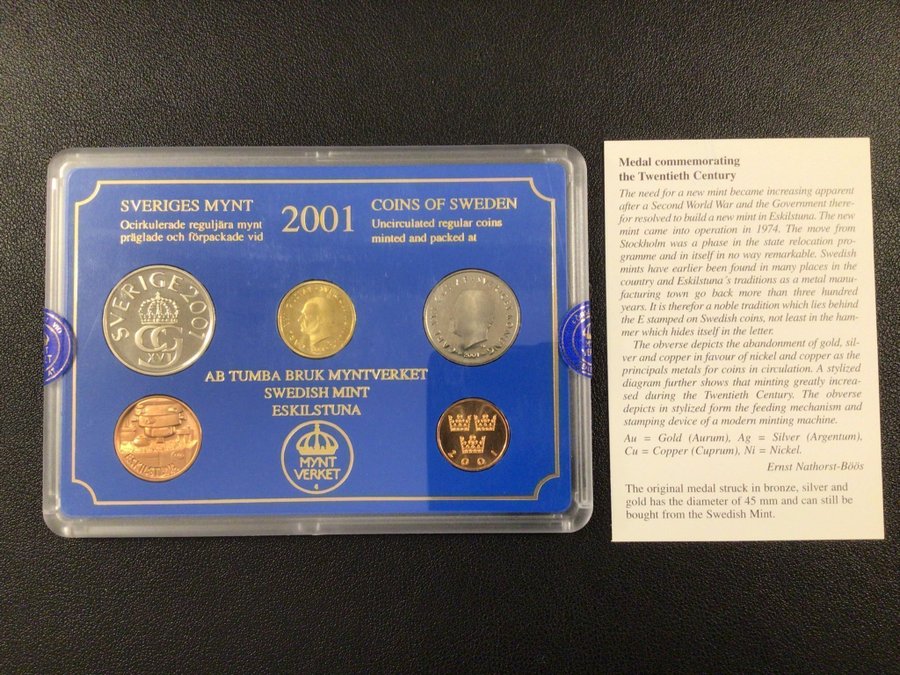 SVERIGES MYNT
Ocirkulerade reguljära mynt
präglade och förpackade vid
2001
COINS OF SWEDEN
Uncirculated regular coins
minted and packed at
SVERIGE 2001
CG
XVI
2001
AB TUMBA BRUK MYNTVERKET
SWEDISH MINT
ESKILSTUNA
ESKILSTUNA
MYNT
VERKET
2001
Medal commemorating
the Twentieth Century
The need for a new mint became increasing apparent
after a Second World War and the Government there-
for resolved to build a new mint in Eskilstuna. The new
mint came into operation in 1974. The move from
Stockholm was a phase in the state relocation pro-
gramme and in itself in no way remarkable. Swedish
mints have earlier been found in many places in the
country and Eskilstuna´s traditions as a metal manu-
facturing town go back more than three hundred
years. It is therefor a noble tradition which lies behind
the E stamped on Swedish coins, not least in the ham-
mer which hides itself in the letter.
The obverse depicts the abandonment of gold, sil-
ver and copper in favour of nickel and copper as the
principals metals for coins in circulation. A stylized
diagram further shows that minting greatly increa-
sed during the Twentieth Century. The obverse
depicts in stylized form the feeding mechanism and
stamping device of a modern minting machine.
Au = Gold (Aurum), Ag = Silver (Argentum),
Cu = Copper (Cuprum), Ni = Nickel.
Ernst Nathorst-Böös
The original medal struck in bronze, silver and
gold has the diameter of 45 mm and can still be
bought from the Swedish Mint.